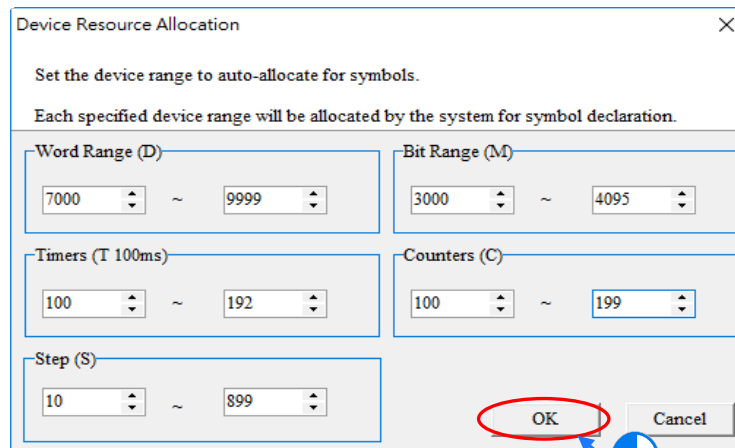 Device Resource Allocation
Set the device range to auto-allocate for symbols.
Each specified device range will be allocated by the system for symbol declaration.
Word Range (D)
7000 ~ 9999
Bit Range (M)
3000 ~ 4095
Timers (T 100ms)
100 ~ 192
Counters (C)
100 ~ 199
Step (S)
10 ~ 899
OK Cancel